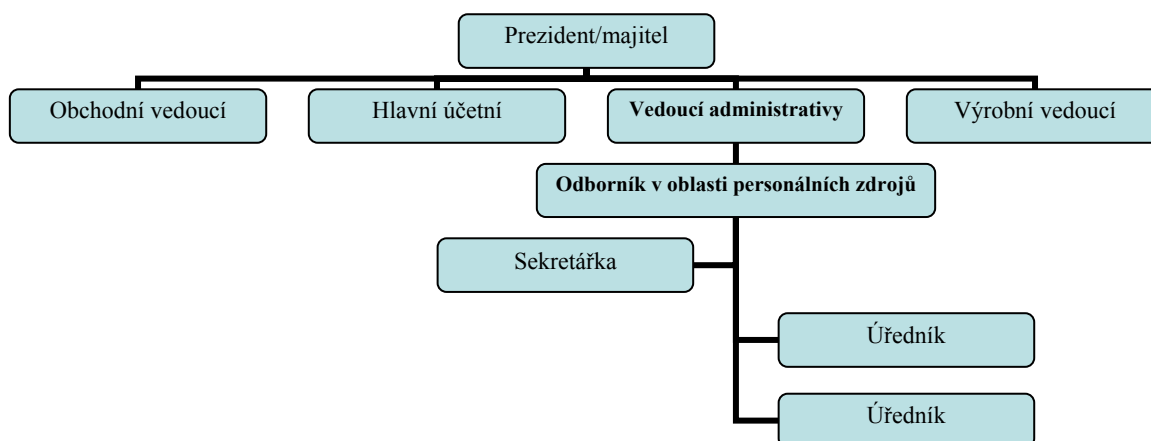 Prezident/majitel
Obchodní vedoucí
Hlavní účetní
Vedoucí administrativy
Výrobní vedoucí
Odborník v oblasti personálních zdrojů
Sekretářka
Úředník
Úředník